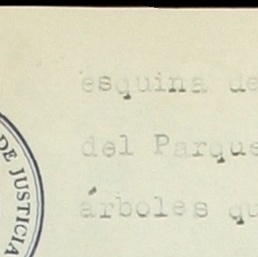 esquina de
del Parque
árboles qu
DE JUSTICIA